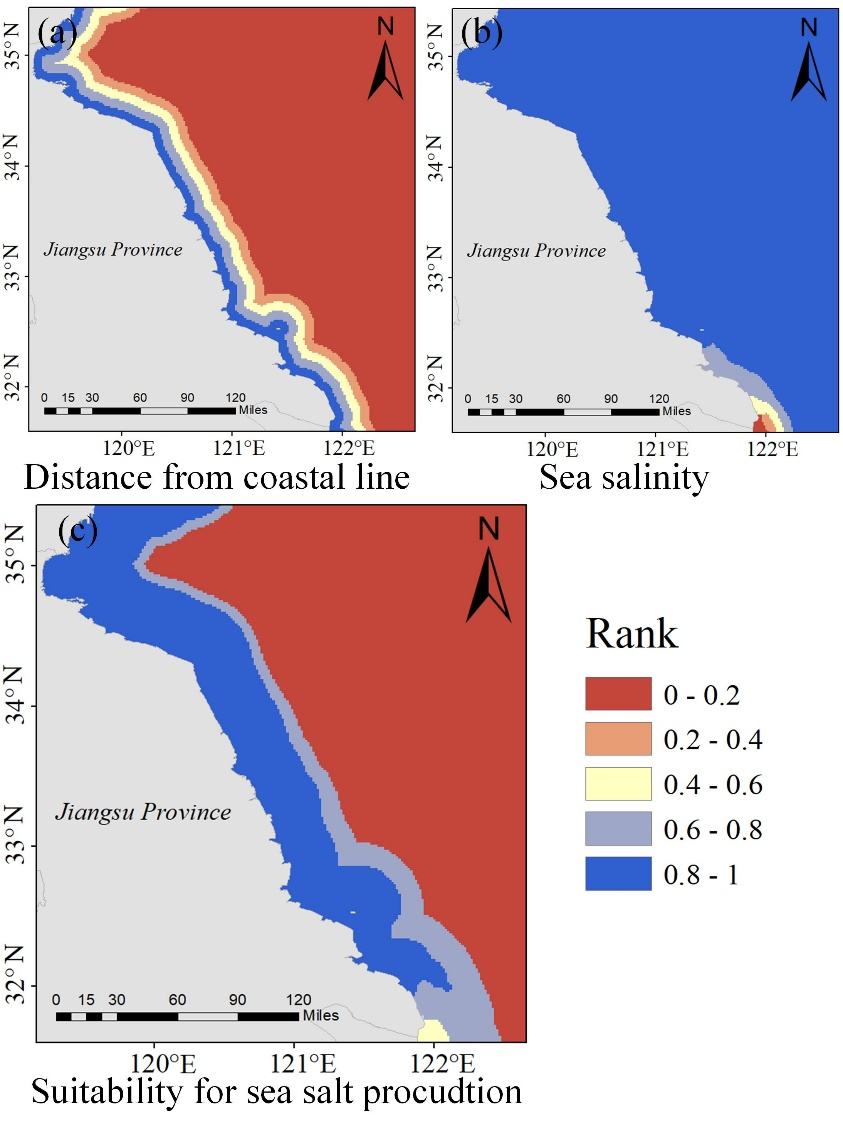 (a)
N
35°N
34°N
33°N
32°N
Jiangsu Province
0 15 30 60 90 120
Miles
120°E 121°E 122°E
Distance from coastal line
(b)
N
35°N
34°N
33°N
32°N
Jiangsu Province
0 15 30 60 90 120
Miles
120°E 121°E 122°E
Sea salinity
(c)
N
35°N
34°N
33°N
32°N
Jiangsu Province
0 15 30 60 90 120
Miles
120°E 121°E 122°E
Suitability for sea salt procudtion
Rank
0 - 0.2
0.2 - 0.4
0.4 - 0.6
0.6 - 0.8
0.8 - 1